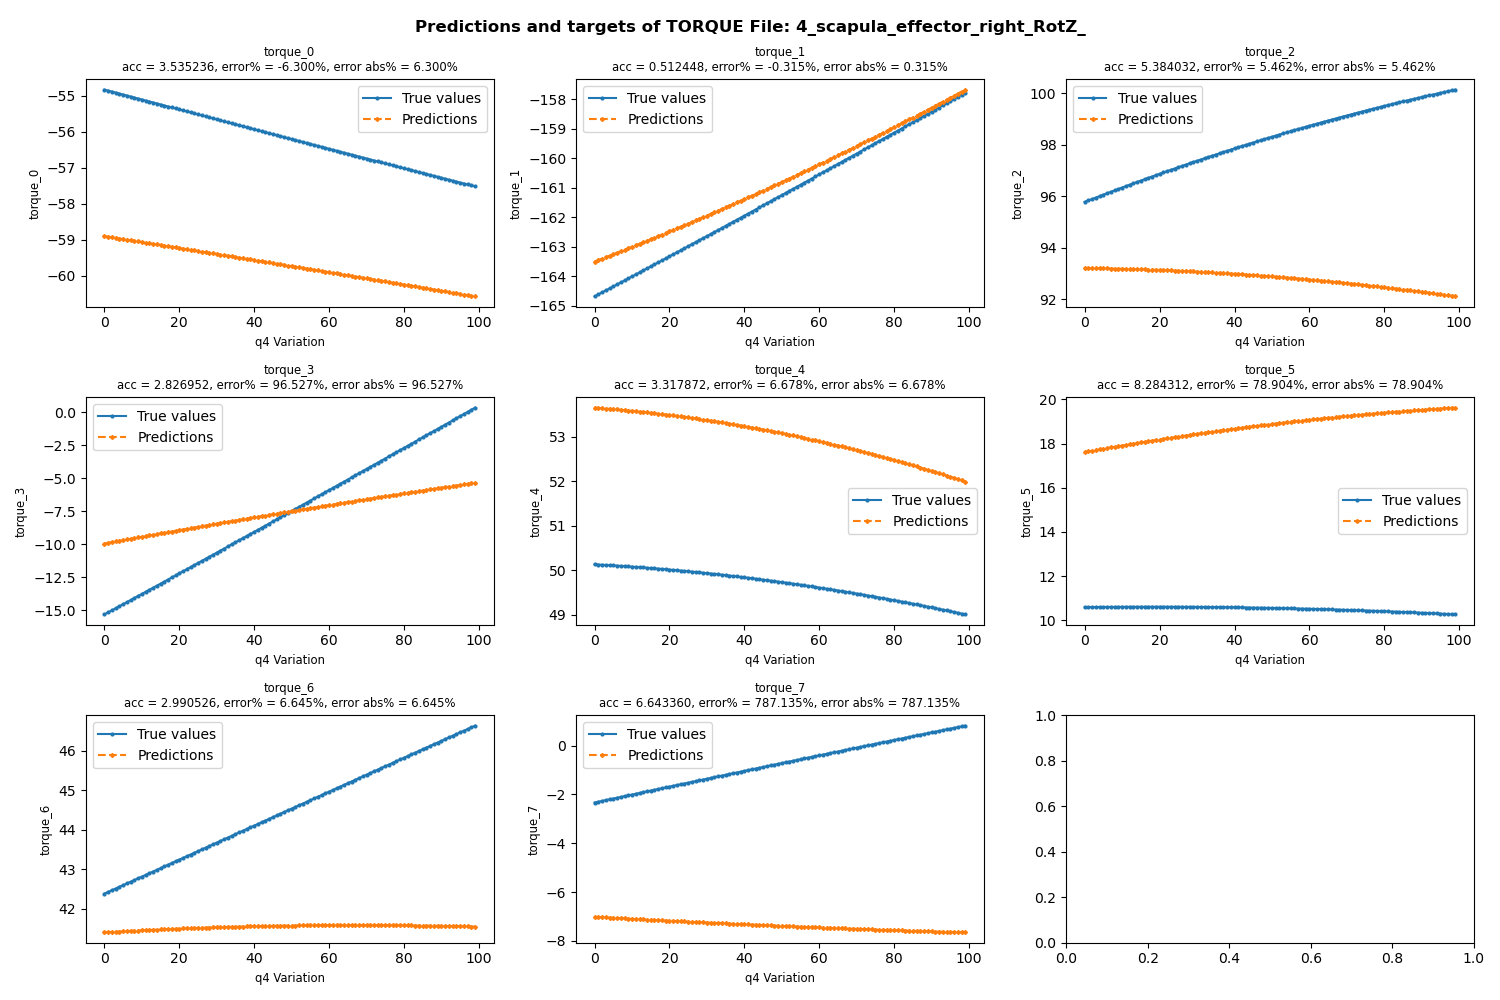 Predictions and targets of TORQUE File: 4_scapula_effector_right_RotZ_
torque_0
acc = 3.535236, error% = -6.300%, error abs% = 6.300%
True values
Predictions
−55
−56
−57
−58
−59
−60
torque_0
0 20 40 60 80 100
q4 Variation
torque_1
acc = 0.512448, error% = -0.315%, error abs% = 0.315%
True values
Predictions
−158
−159
−160
−161
−162
−163
−164
−165
torque_1
0 20 40 60 80 100
q4 Variation
torque_2
acc = 5.384032, error% = 5.462%, error abs% = 5.462%
True values
Predictions
100
98
96
94
92
torque_2
0 20 40 60 80 100
q4 Variation
torque_3
acc = 2.826952, error% = 96.527%, error abs% = 96.527%
True values
Predictions
0.0
−2.5
−5.0
−7.5
−10.0
−12.5
−15.0
torque_3
0 20 40 60 80 100
q4 Variation
torque_4
acc = 3.317872, error% = 6.678%, error abs% = 6.678%
True values
Predictions
53
52
51
50
49
torque_4
0 20 40 60 80 100
q4 Variation
torque_5
acc = 8.284312, error% = 78.904%, error abs% = 78.904%
True values
Predictions
20
18
16
14
12
10
torque_5
0 20 40 60 80 100
q4 Variation
torque_6
acc = 2.990526, error% = 6.645%, error abs% = 6.645%
True values
Predictions
46
45
44
43
42
torque_6
0 20 40 60 80 100
q4 Variation
torque_7
acc = 6.643360, error% = 787.135%, error abs% = 787.135%
True values
Predictions
0
−2
−4
−6
−8
torque_7
0 20 40 60 80 100
q4 Variation
1.0
0.8
0.6
0.4
0.2
0.0
0.0 0.2 0.4 0.6 0.8 1.0